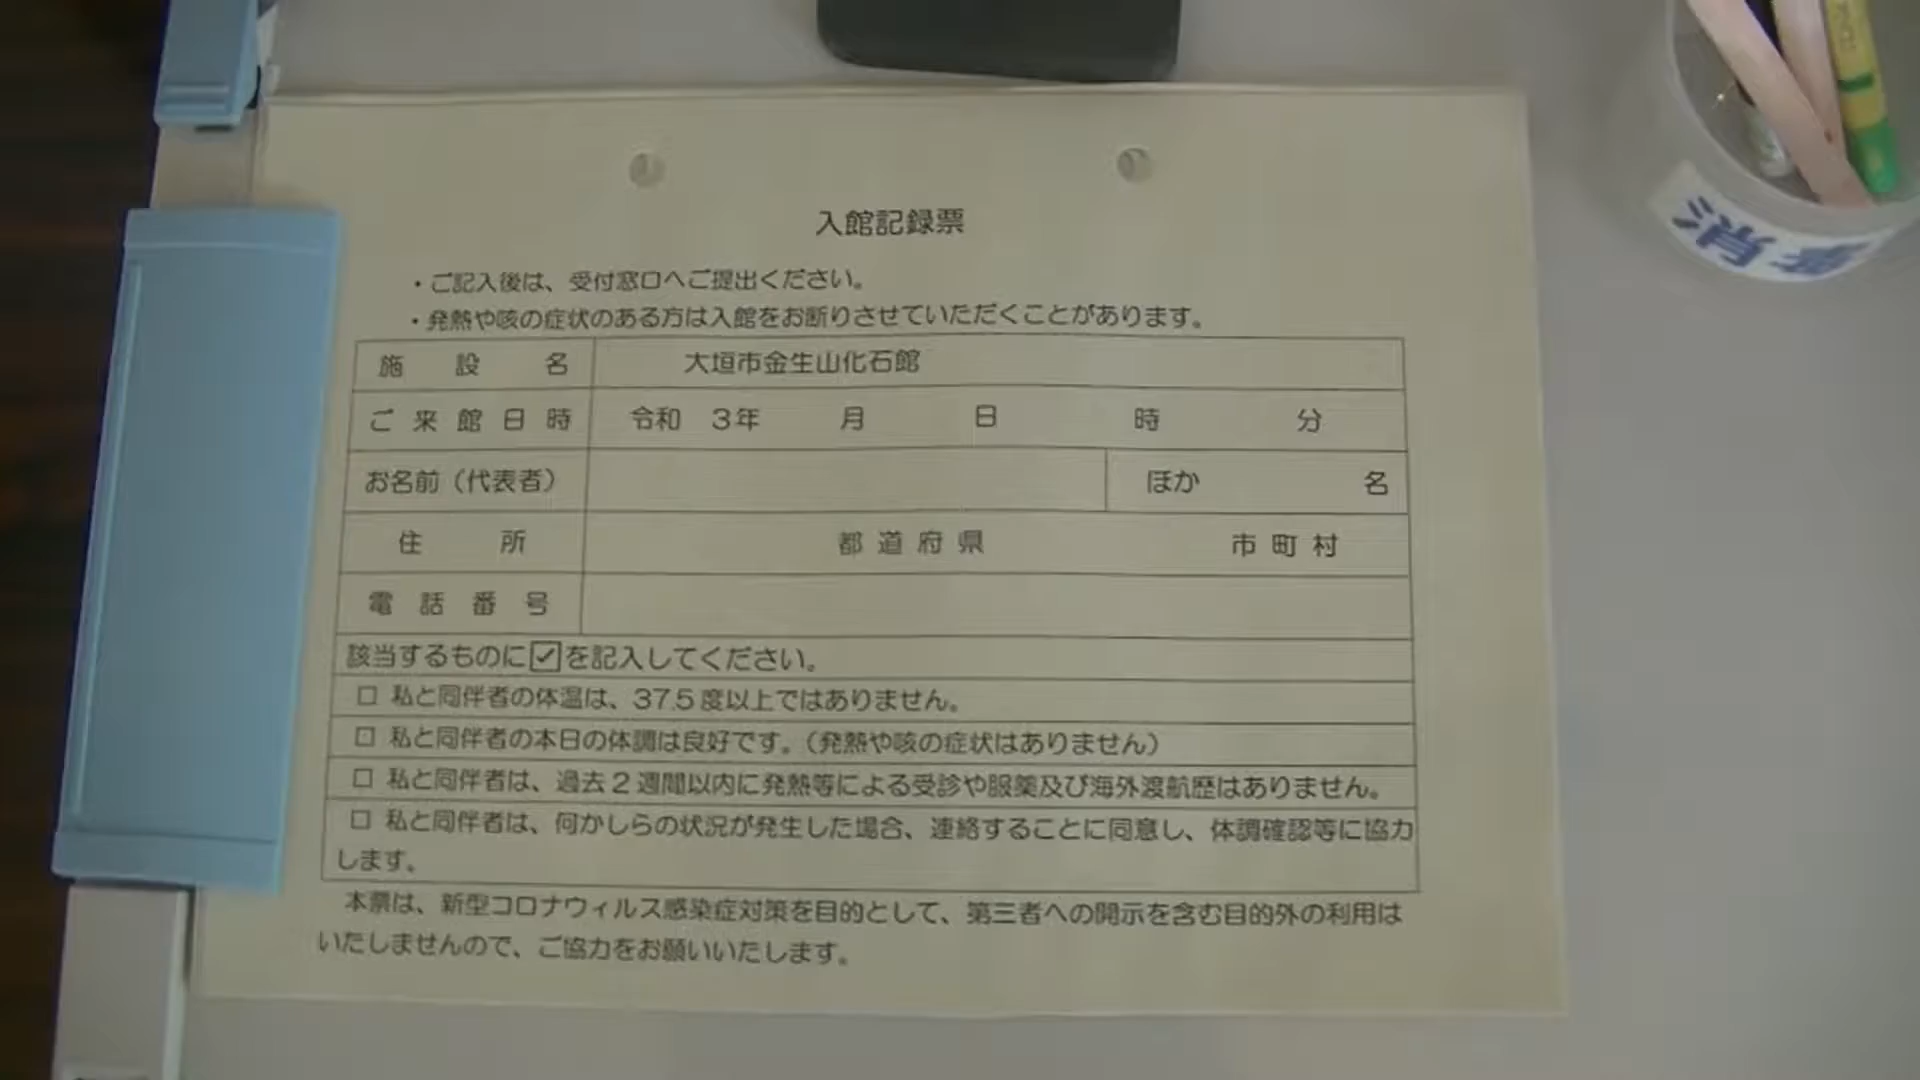 入館記録票
・ご記入後は、受付窓口へご提出ください。
・発熱や咳の症状のある方は入館をお断りさせていただくことがあります。
施設名 大垣市金生山化石館
ご来館日時 令和 3年 月 日 時 分
お名前（代表者） ほか 名
住所 都道府県 市町村
電話番号
該当するものに☑を記入してください。
□ 私と同伴者の体温は、37.5度以上ではありません。
□ 私と同伴者の本日の体調は良好です。（発熱や咳の症状はありません）
□ 私と同伴者は、過去2週間以内に発熱等による受診や服薬及び海外渡航歴はありません。
□ 私と同伴者は、何かしらの状況が発生した場合、連絡することに同意し、体調確認等に協力
します。
本票は、新型コロナウィルス感染症対策を目的として、第三者への開示を含む目的外の利用は
いたしませんので、ご協力をお願いいたします。